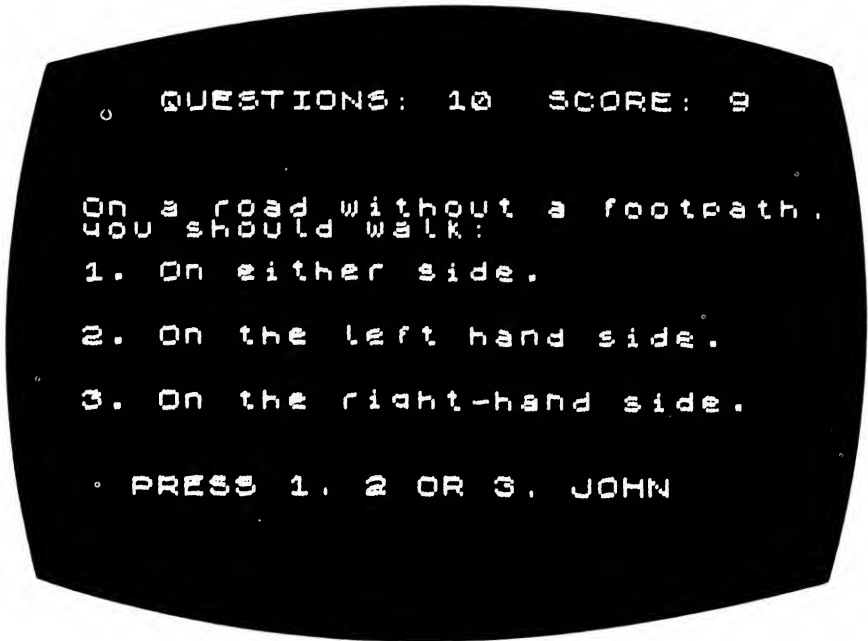 QUESTIONS: 10 SCORE: 9
On a road without a footpath,
you should walk:
1. On either side.
2. On the left hand side.
3. On the right-hand side.
PRESS 1, 2 OR 3, JOHN